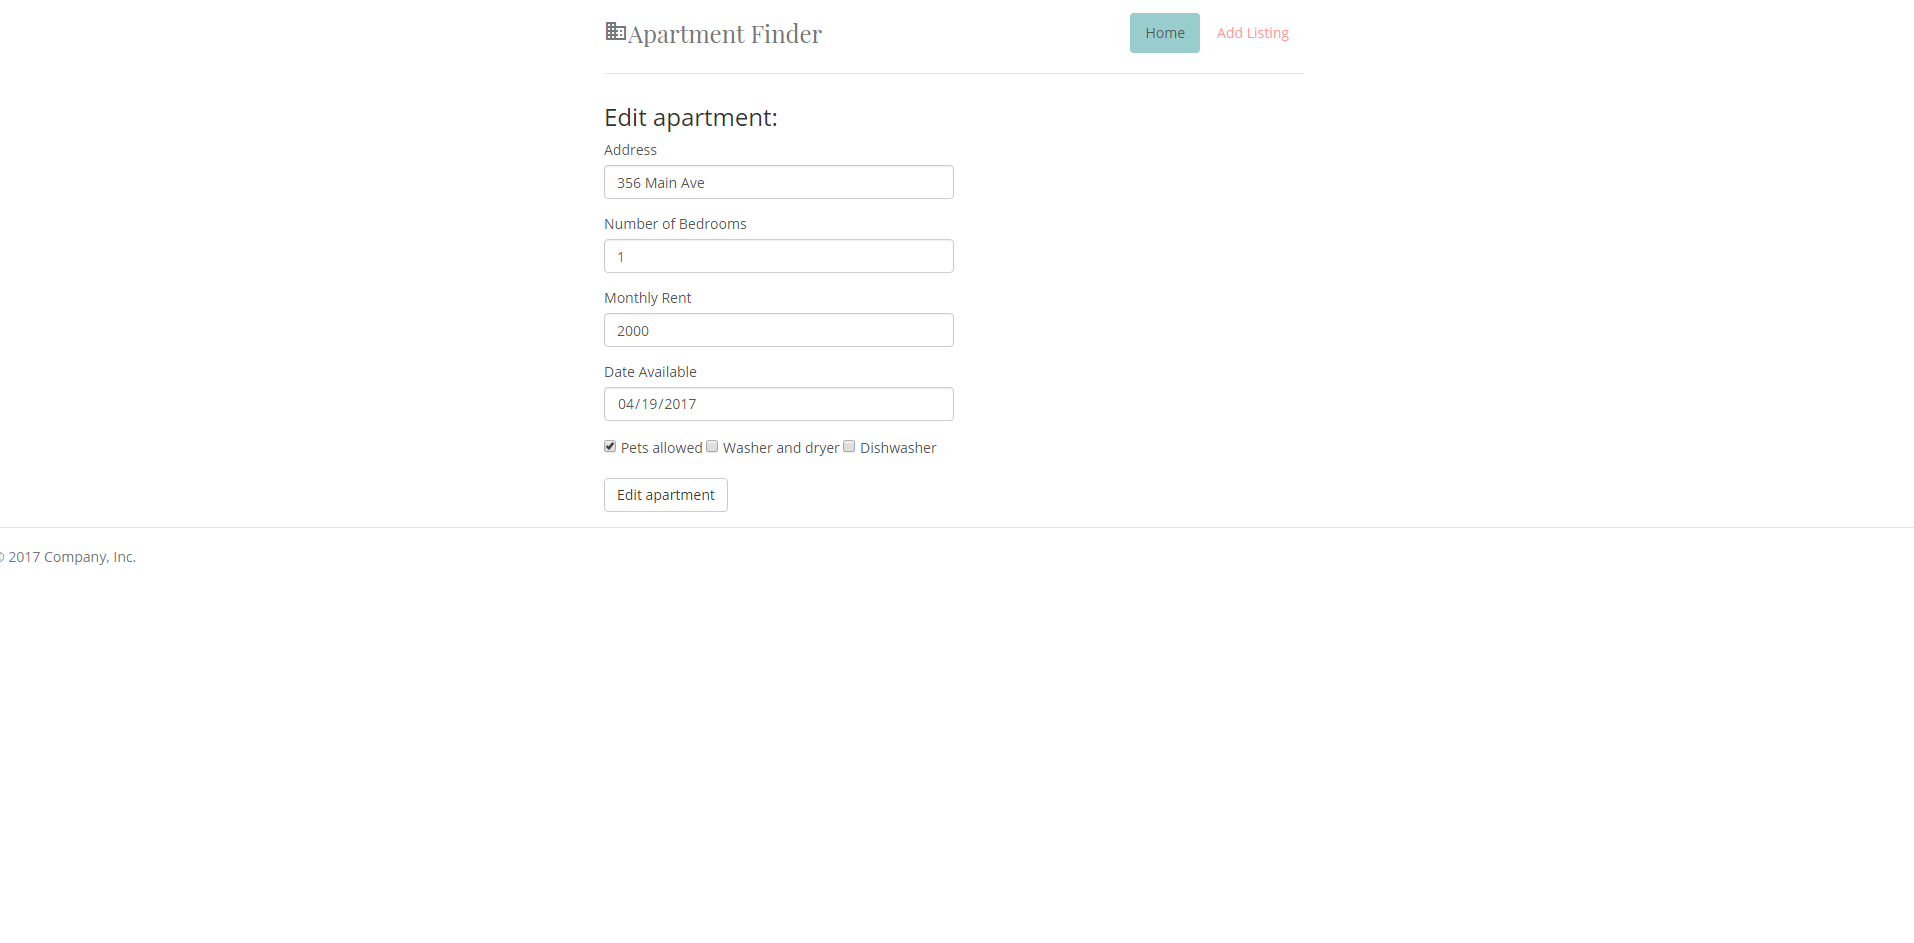 Apartment Finder
Home
Add Listing
Edit apartment:
Address
356 Main Ave
Number of Bedrooms
1
Monthly Rent
2000
Date Available
04/19/2017
Pets allowed Washer and dryer Dishwasher
Edit apartment
© 2017 Company, Inc.